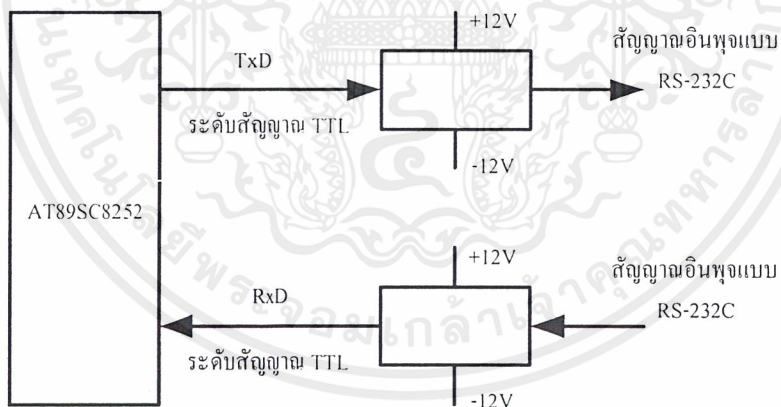 +12V
สัญญาณอินพุจแบบ
TxD
RS-232C
ระดับสัญญาณ TTL
-12V
AT89SC8252
+12V
สัญญาณอินพุจแบบ
RxD
RS-232C
ระดับสัญญาณ TTL
-12V